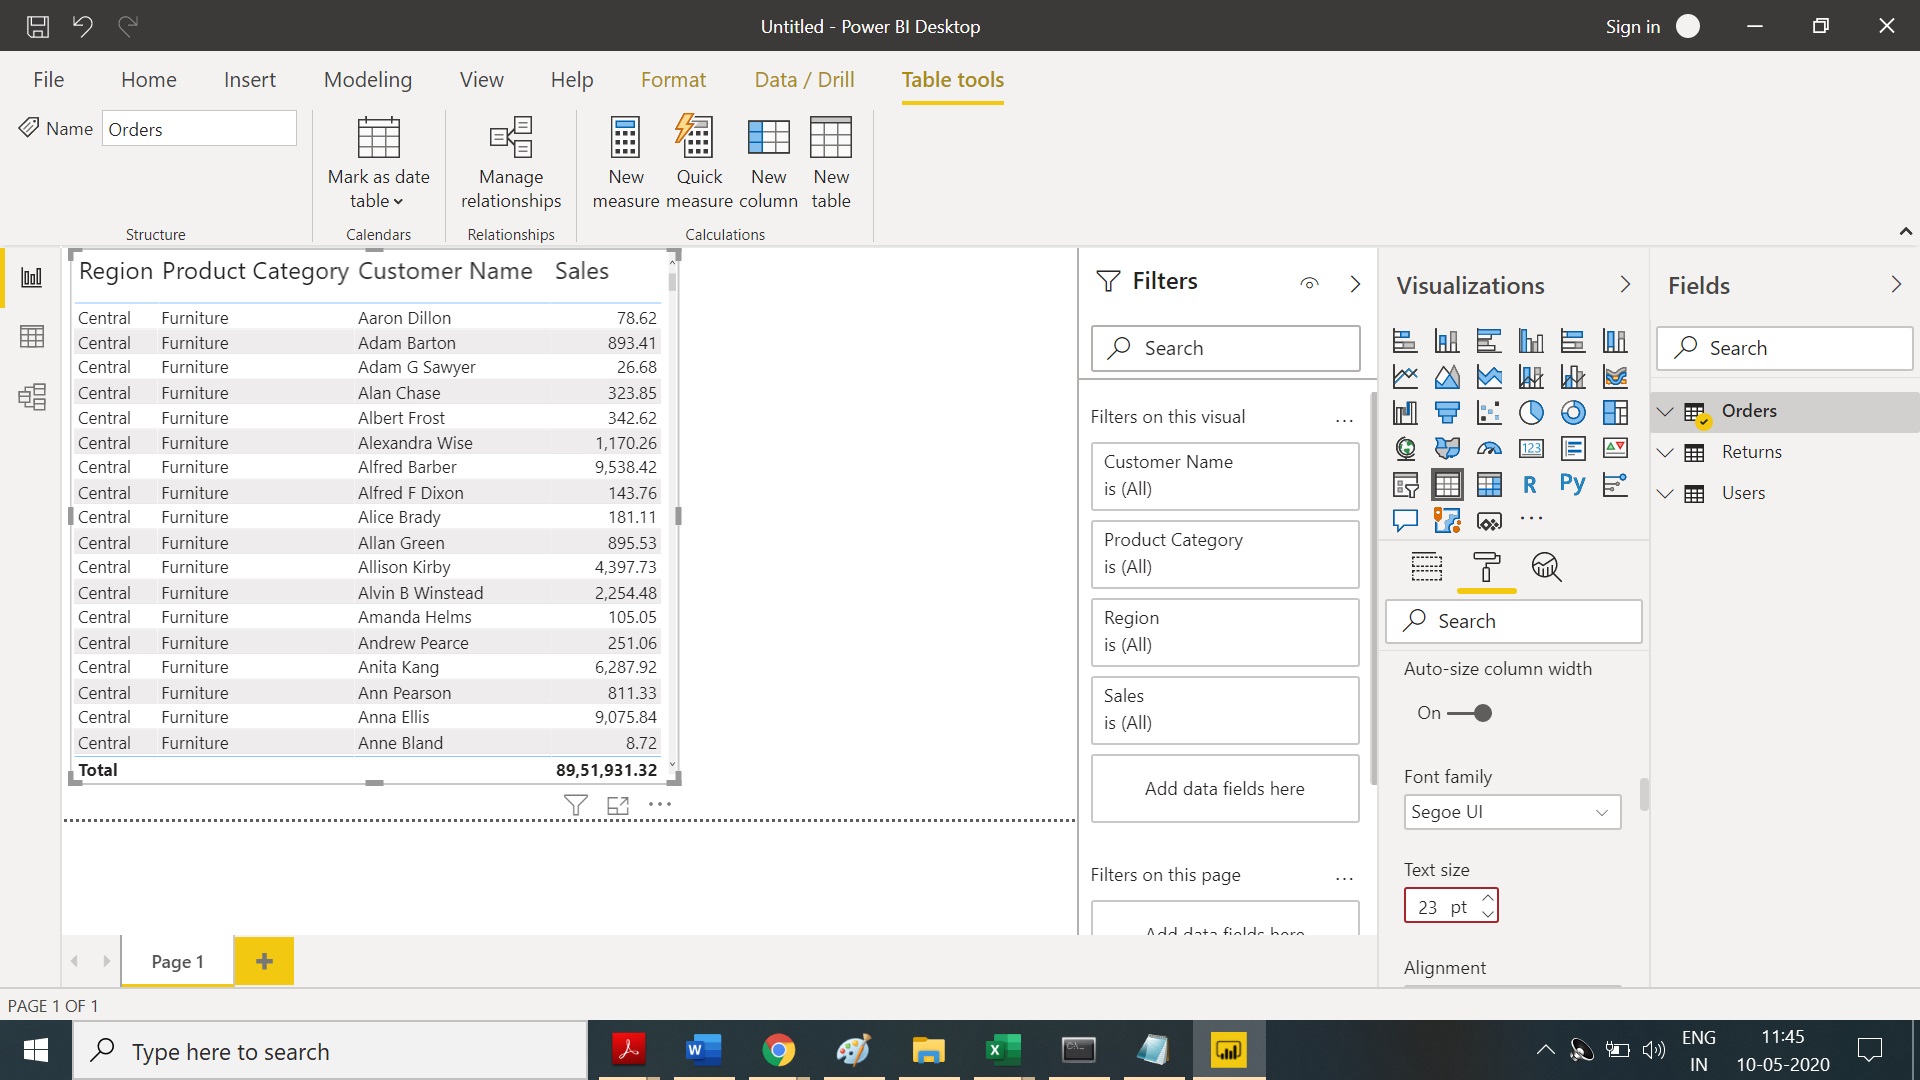 Untitled - Power BI Desktop
Sign in
File Home Insert Modeling View Help Format Data / Drill Table tools
Name Orders
Mark as date table
Manage relationships
New measure
Quick measure
New column
New table
Structure Calendars Relationships Calculations
Region Product Category Customer Name Sales
Central Furniture Aaron Dillon 78.62
Central Furniture Adam Barton 893.41
Central Furniture Adam G Sawyer 26.68
Central Furniture Alan Chase 323.85
Central Furniture Albert Frost 342.62
Central Furniture Alexandra Wise 1,170.26
Central Furniture Alfred Barber 9,538.42
Central Furniture Alfred F Dixon 143.76
Central Furniture Alice Brady 181.11
Central Furniture Allan Green 895.53
Central Furniture Allison Kirby 4,397.73
Central Furniture Alvin B Winstead 2,254.48
Central Furniture Amanda Helms 105.05
Central Furniture Andrew Pearce 251.06
Central Furniture Anita Kang 6,287.92
Central Furniture Ann Pearson 811.33
Central Furniture Anna Ellis 9,075.84
Central Furniture Anne Bland 8.72
Total 89,51,931.32
Filters
Search
Filters on this visual ...
Customer Name
is (All)
Product Category
is (All)
Region
is (All)
Sales
is (All)
Add data fields here
Filters on this page ...
Add data fields here
Visualizations
123
R Py
...
Search
Auto-size column width
On
Font family
Segoe UI
Text size
23 pt
Alignment
Fields
Search
Orders
Returns
Users
Page 1 +
PAGE 1 OF 1
Type here to search
ENG
IN
11:45
10-05-2020